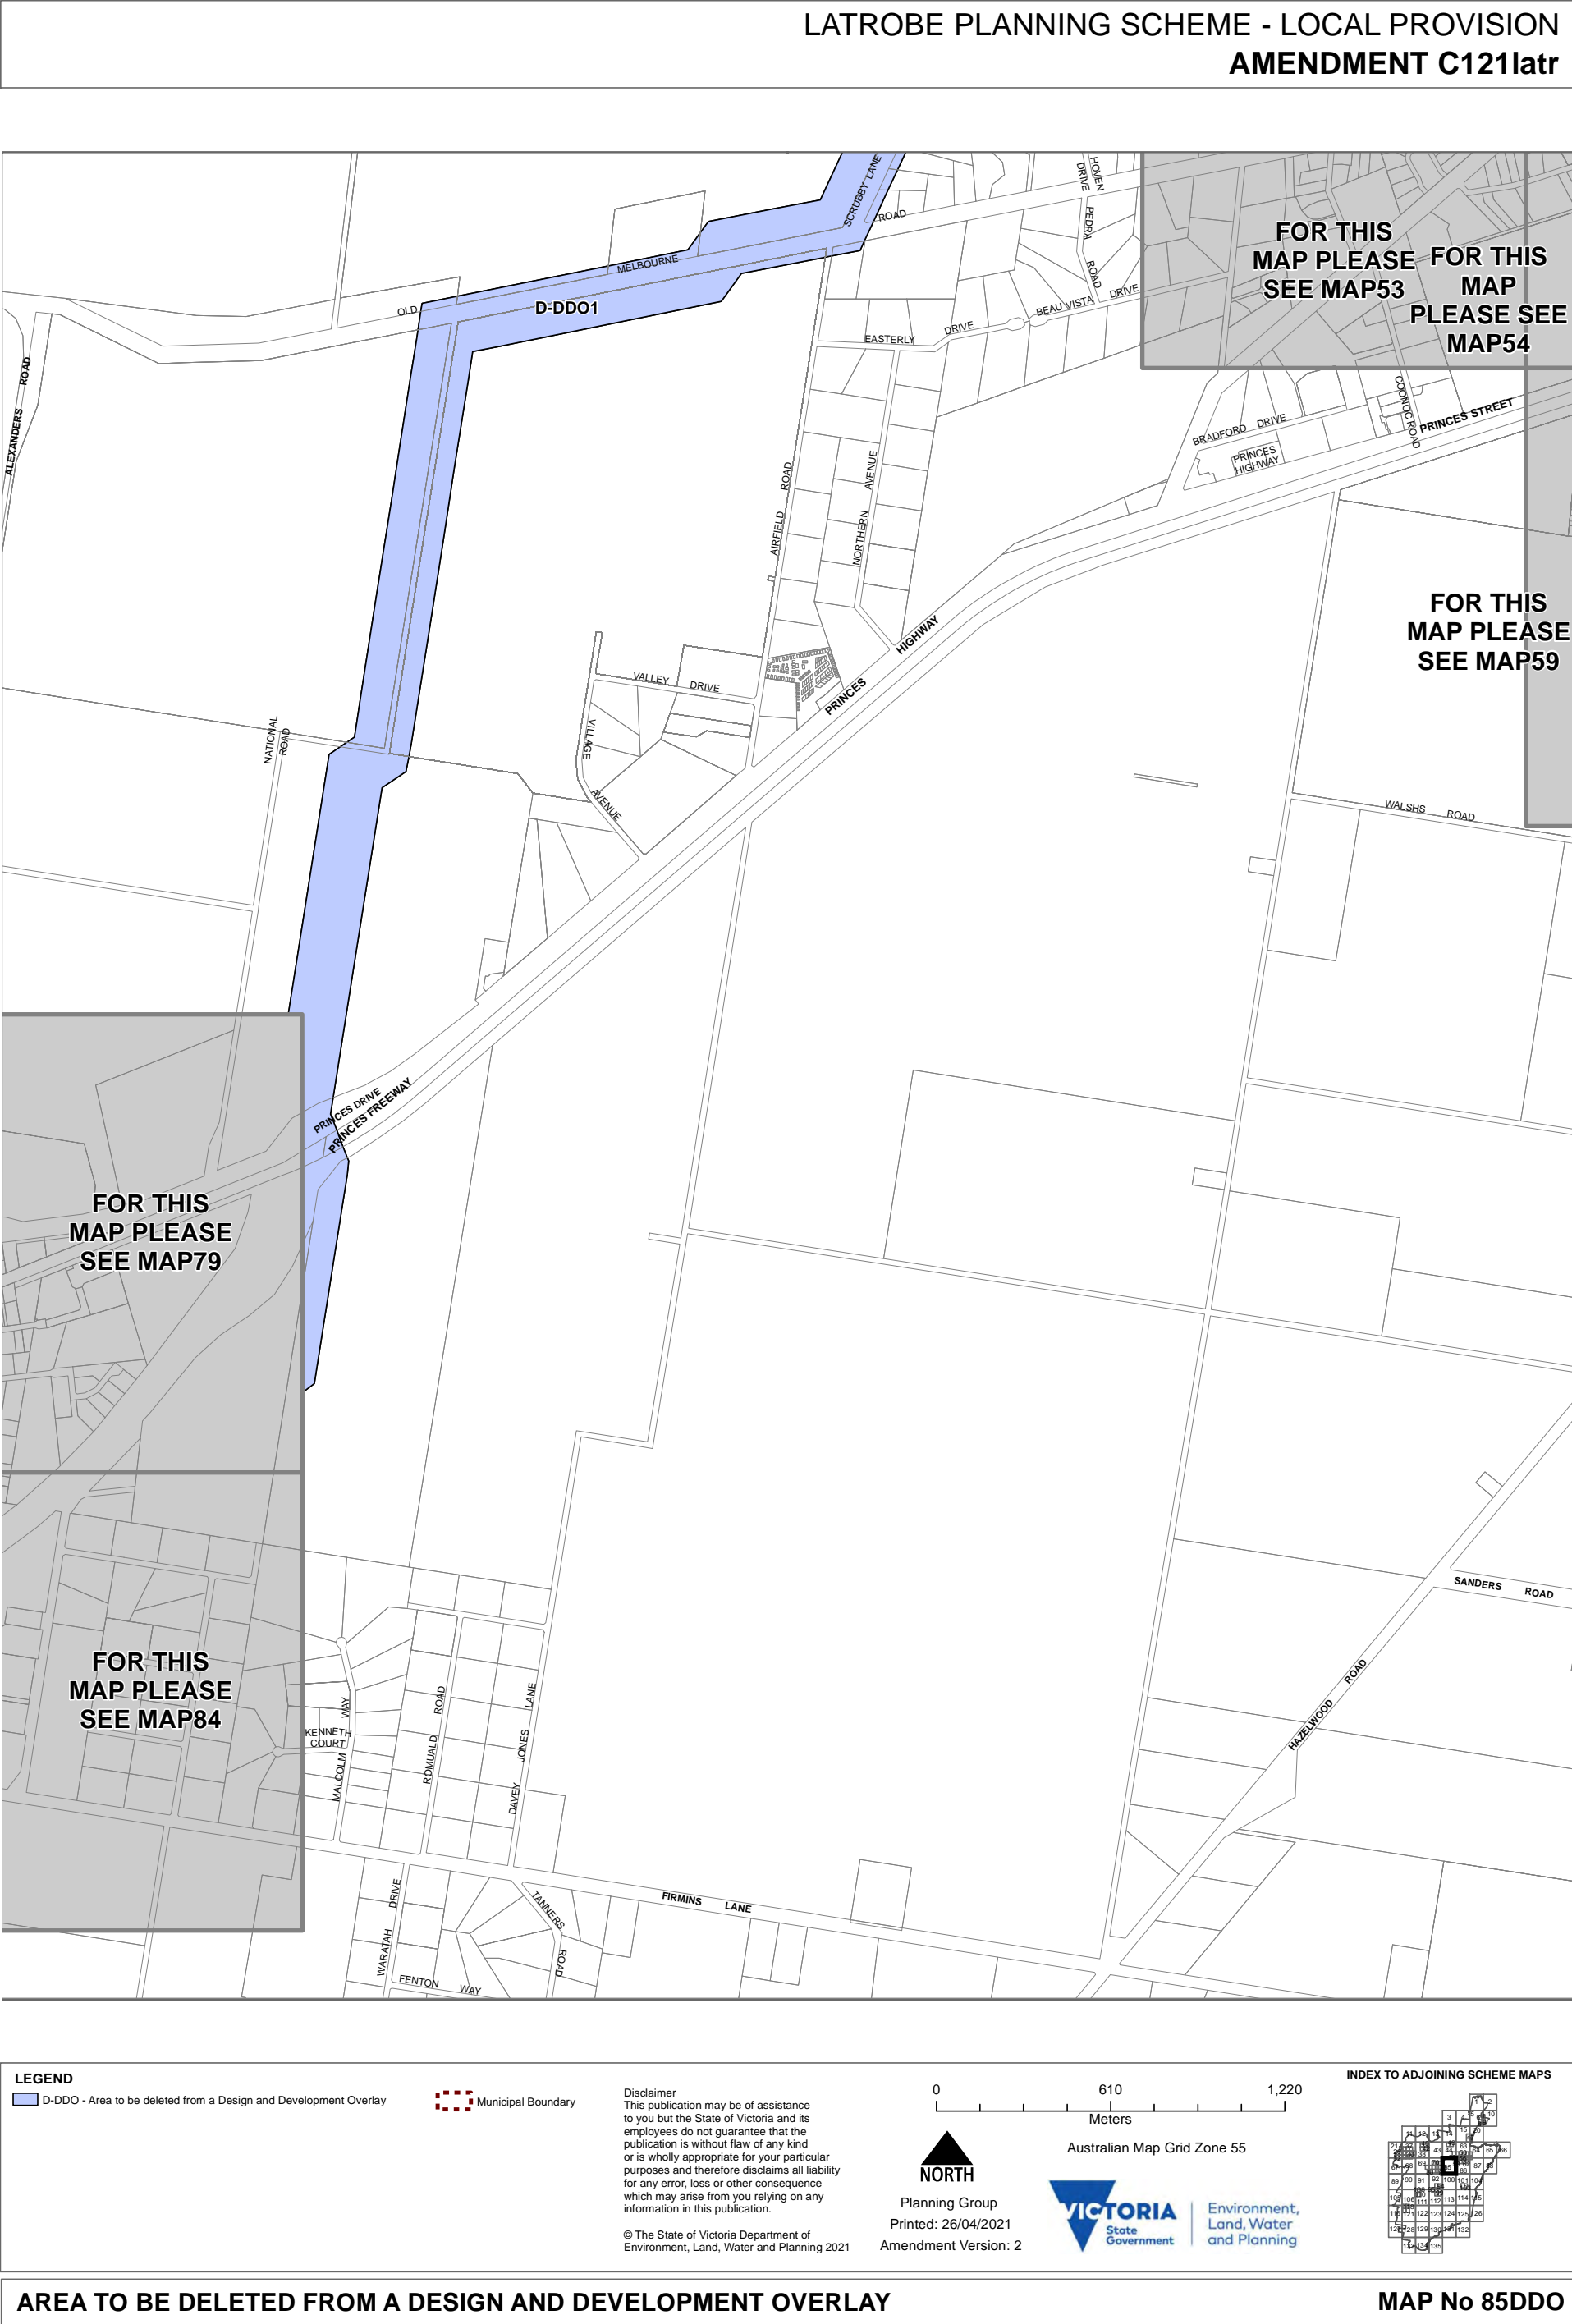 LATROBE PLANNING SCHEME - LOCAL PROVISION
AMENDMENT C121latr
SCRUBBY LANE
ROAD
HOVEN
DRIVE
PEDRA
ROAD
FOR THIS
MAP PLEASE
SEE MAP53
FOR THIS
MAP
PLEASE SEE
MAP54
MELBOURNE
OLD
D-DDO1
BEAU VISTA
DRIVE
EASTERLY
DRIVE
ALEXANDERS
ROAD
COONOC ROAD
BRADFORD DRIVE
PRINCES STREET
PRINCES
HIGHWAY
AIRFIELD
ROAD
NORTHERN
AVENUE
FOR THIS
MAP PLEASE
SEE MAP59
PRINCES
HIGHWAY
VALLEY DRIVE
VILLAGE
AVENUE
NATIONAL
ROAD
WALSHS ROAD
PRINCES DRIVE
PRINCES FREEWAY
FOR THIS
MAP PLEASE
SEE MAP79
SANDERS ROAD
HAZELWOOD ROAD
FOR THIS
MAP PLEASE
SEE MAP84
KENNETH
COURT
MALCOLM
WAY
ROMUALD
ROAD
DAVEY
JONES
LANE
FIRMINS LANE
TANNERS
ROAD
WARATAH
DRIVE
FENTON WAY
LEGEND
D-DDO - Area to be deleted from a Design and Development Overlay
Municipal Boundary
Disclaimer
This publication may be of assistance
to you but the State of Victoria and its
employees do not guarantee that the
publication is without flaw of any kind
or is wholly appropriate for your particular
purposes and therefore disclaims all liability
for any error, loss or other consequence
which may arise from you relying on any
information in this publication.
© The State of Victoria Department of
Environment, Land, Water and Planning 2021
0 610 1,220
Meters
Australian Map Grid Zone 55
NORTH
Planning Group
Printed: 26/04/2021
Amendment Version: 2
VICTORIA
State
Government
Environment,
Land, Water
and Planning
INDEX TO ADJOINING SCHEME MAPS
AREA TO BE DELETED FROM A DESIGN AND DEVELOPMENT OVERLAY
MAP No 85DDO